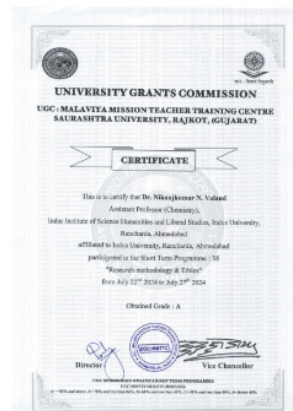 UNIVERSITY GRANTS COMMISSION
UGC - MALAVIYA MISSION TEACHER TRAINING CENTRE
SAURASHTRA UNIVERSITY, RAJKOT, (GUJARAT)
CERTIFICATE
This is to certify that Dr. Nikunjkumar N. Valand
Assistant Professor (Chemistry),
Indus Institute of Science Humanities and Liberal Studies, Indus University,
Rancharda, Ahmedabad
affiliated to Indus University, Rancharda, Ahmedabad
participated in the Short Term Programme : 58
"Research methodology & Ethics"
from July 22nd 2024 to July 27th 2024
Obtained Grade : A
Director
Vice Chancellor